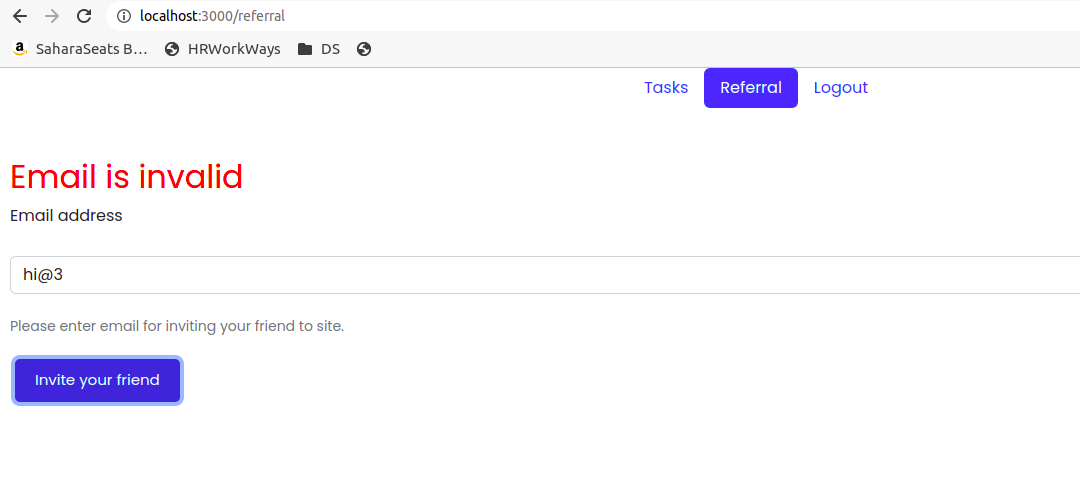 localhost:3000/referral
SaharaSeats B... HRWorkWays DS
Tasks Referral Logout
Email is invalid
Email address
hi@3
Please enter email for inviting your friend to site.
Invite your friend